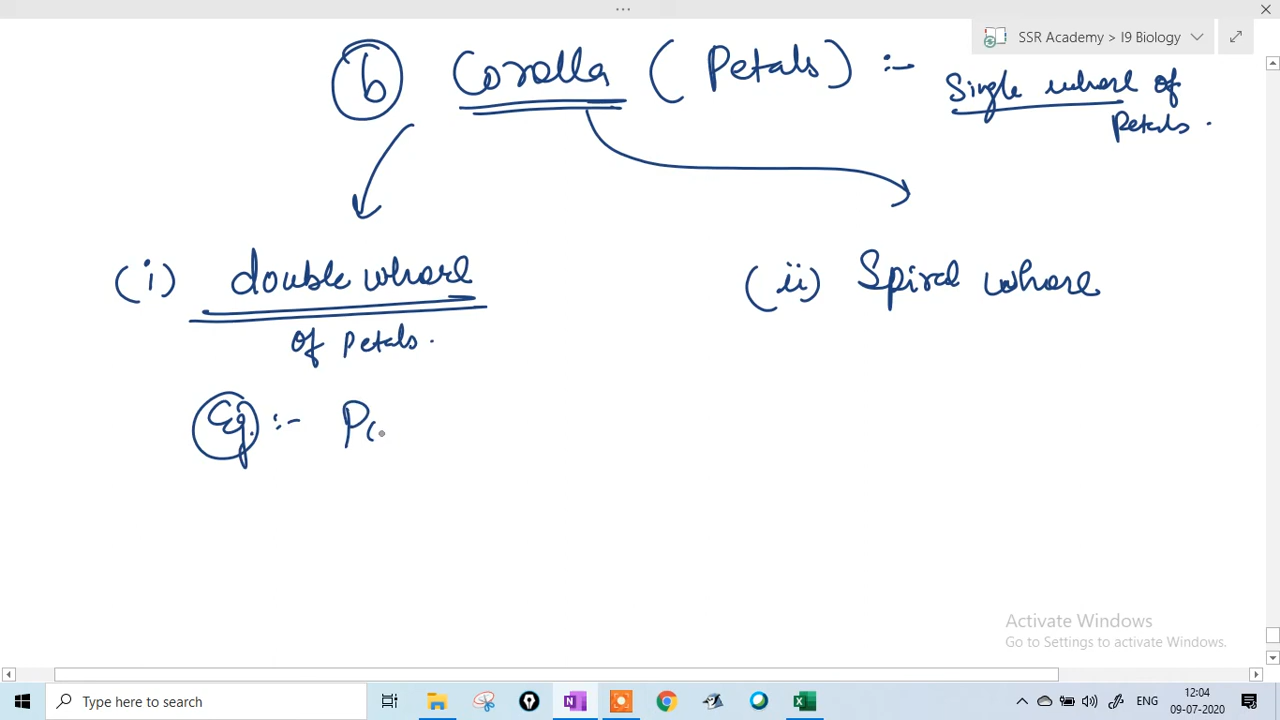 ...
SSR Academy > I9 Biology
b Corolla (Petals) :-
Single whorl of
Petals.
(i) double whorl
of Petals.
(ii) Spiral whorl
Eg. :- Pa
Activate Windows
Go to Settings to activate Windows.
Type here to search
ENG
12:04
09-07-2020